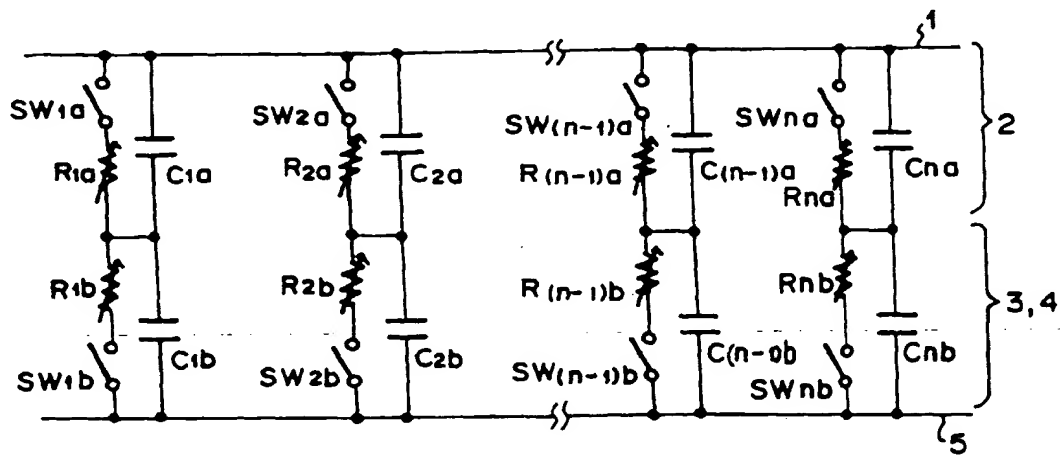 1
SW1a
SW2a
SW(n-1)a
SWna
2
R1a
C1a
R2a
C2a
R(n-1)a
C(n-1)a
Rna
Cna
R1b
R2b
R(n-1)b
Rnb
3,4
C1b
C2b
C(n-1)b
Cnb
SW1b
SW2b
SW(n-1)b
SWnb
5